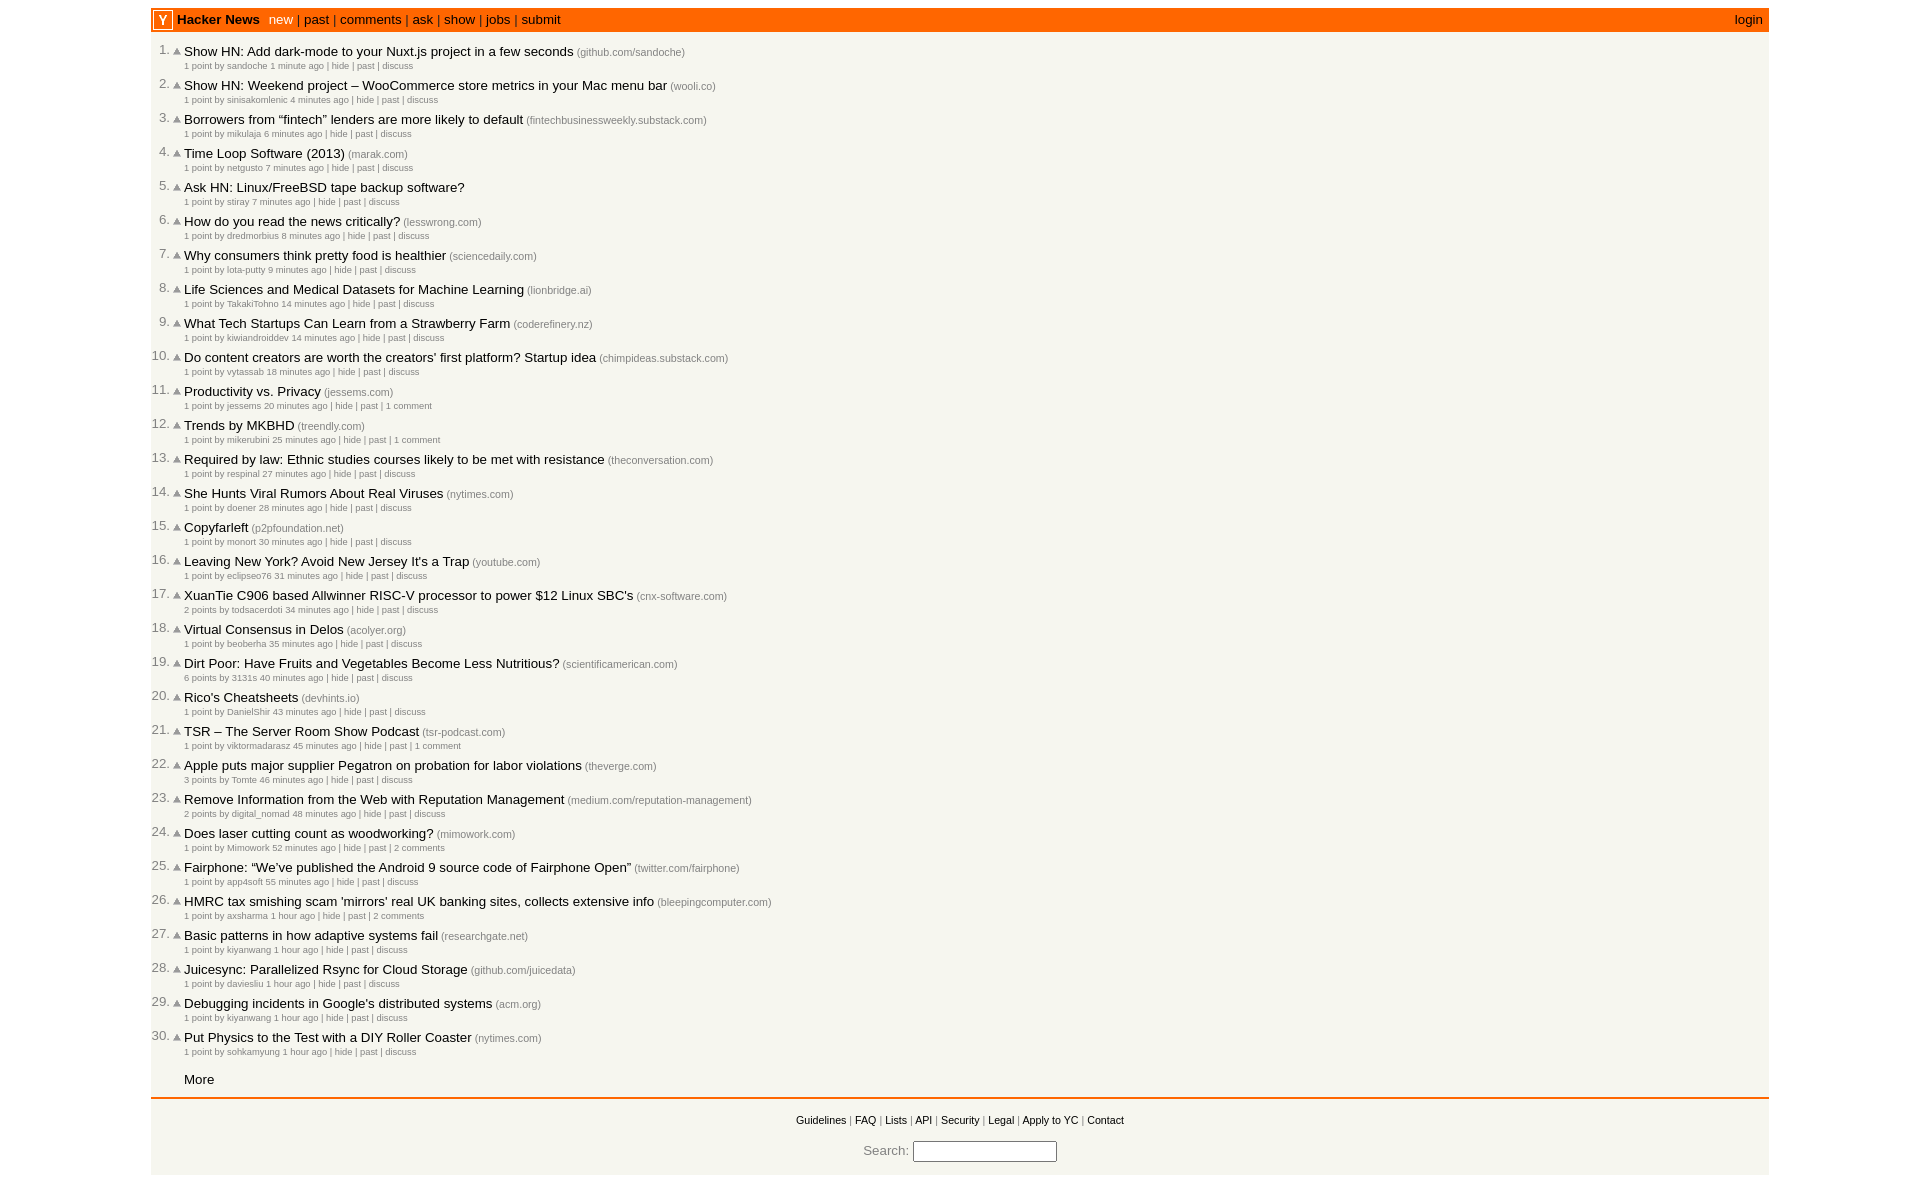 Y Hacker News new | past | comments | ask | show | jobs | submit login
1. Show HN: Add dark-mode to your Nuxt.js project in a few seconds (github.com/sandoche)
1 point by sandoche 1 minute ago | hide | past | discuss
2. Show HN: Weekend project – WooCommerce store metrics in your Mac menu bar (wooli.co)
1 point by sinisakomlenic 4 minutes ago | hide | past | discuss
3. Borrowers from “fintech” lenders are more likely to default (fintechbusinessweekly.substack.com)
1 point by mikulaja 6 minutes ago | hide | past | discuss
4. Time Loop Software (2013) (marak.com)
1 point by netgusto 7 minutes ago | hide | past | discuss
5. Ask HN: Linux/FreeBSD tape backup software?
1 point by stiray 7 minutes ago | hide | past | discuss
6. How do you read the news critically? (lesswrong.com)
1 point by dredmorbius 8 minutes ago | hide | past | discuss
7. Why consumers think pretty food is healthier (sciencedaily.com)
1 point by lota-putty 9 minutes ago | hide | past | discuss
8. Life Sciences and Medical Datasets for Machine Learning (lionbridge.ai)
1 point by TakakiTohno 14 minutes ago | hide | past | discuss
9. What Tech Startups Can Learn from a Strawberry Farm (coderefinery.nz)
1 point by kiwiandroiddev 14 minutes ago | hide | past | discuss
10. Do content creators are worth the creators' first platform? Startup idea (chimpideas.substack.com)
1 point by vytassab 18 minutes ago | hide | past | discuss
11. Productivity vs. Privacy (jessems.com)
1 point by jessems 20 minutes ago | hide | past | 1 comment
12. Trends by MKBHD (treendly.com)
1 point by mikerubini 25 minutes ago | hide | past | 1 comment
13. Required by law: Ethnic studies courses likely to be met with resistance (theconversation.com)
1 point by respinal 27 minutes ago | hide | past | discuss
14. She Hunts Viral Rumors About Real Viruses (nytimes.com)
1 point by doener 28 minutes ago | hide | past | discuss
15. Copyfarleft (p2pfoundation.net)
1 point by monort 30 minutes ago | hide | past | discuss
16. Leaving New York? Avoid New Jersey It's a Trap (youtube.com)
1 point by eclipseo76 31 minutes ago | hide | past | discuss
17. XuanTie C906 based Allwinner RISC-V processor to power $12 Linux SBC's (cnx-software.com)
2 points by todsacerdoti 34 minutes ago | hide | past | discuss
18. Virtual Consensus in Delos (acolyer.org)
1 point by beoberha 35 minutes ago | hide | past | discuss
19. Dirt Poor: Have Fruits and Vegetables Become Less Nutritious? (scientificamerican.com)
6 points by 3131s 40 minutes ago | hide | past | discuss
20. Rico's Cheatsheets (devhints.io)
1 point by DanielShir 43 minutes ago | hide | past | discuss
21. TSR – The Server Room Show Podcast (tsr-podcast.com)
1 point by viktormadarasz 45 minutes ago | hide | past | 1 comment
22. Apple puts major supplier Pegatron on probation for labor violations (theverge.com)
3 points by Tomte 46 minutes ago | hide | past | discuss
23. Remove Information from the Web with Reputation Management (medium.com/reputation-management)
2 points by digital_nomad 48 minutes ago | hide | past | discuss
24. Does laser cutting count as woodworking? (mimowork.com)
1 point by Mimowork 52 minutes ago | hide | past | 2 comments
25. Fairphone: “We’ve published the Android 9 source code of Fairphone Open” (twitter.com/fairphone)
1 point by app4soft 55 minutes ago | hide | past | discuss
26. HMRC tax smishing scam 'mirrors' real UK banking sites, collects extensive info (bleepingcomputer.com)
1 point by axsharma 1 hour ago | hide | past | 2 comments
27. Basic patterns in how adaptive systems fail (researchgate.net)
1 point by kiyanwang 1 hour ago | hide | past | discuss
28. Juicesync: Parallelized Rsync for Cloud Storage (github.com/juicedata)
1 point by daviesliu 1 hour ago | hide | past | discuss
29. Debugging incidents in Google's distributed systems (acm.org)
1 point by kiyanwang 1 hour ago | hide | past | discuss
30. Put Physics to the Test with a DIY Roller Coaster (nytimes.com)
1 point by sohkamyung 1 hour ago | hide | past | discuss
More
Guidelines | FAQ | Lists | API | Security | Legal | Apply to YC | Contact
Search: